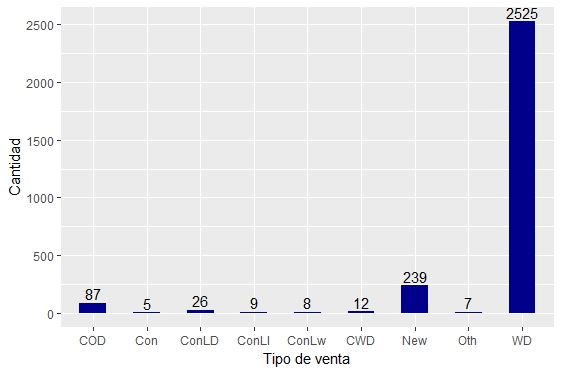 2525
2500
2000
1500
1000
500
0
87
5
26
9
8
12
239
7
COD
Con
ConLD
ConLI
ConLw
CWD
New
Oth
WD
Cantidad
Tipo de venta